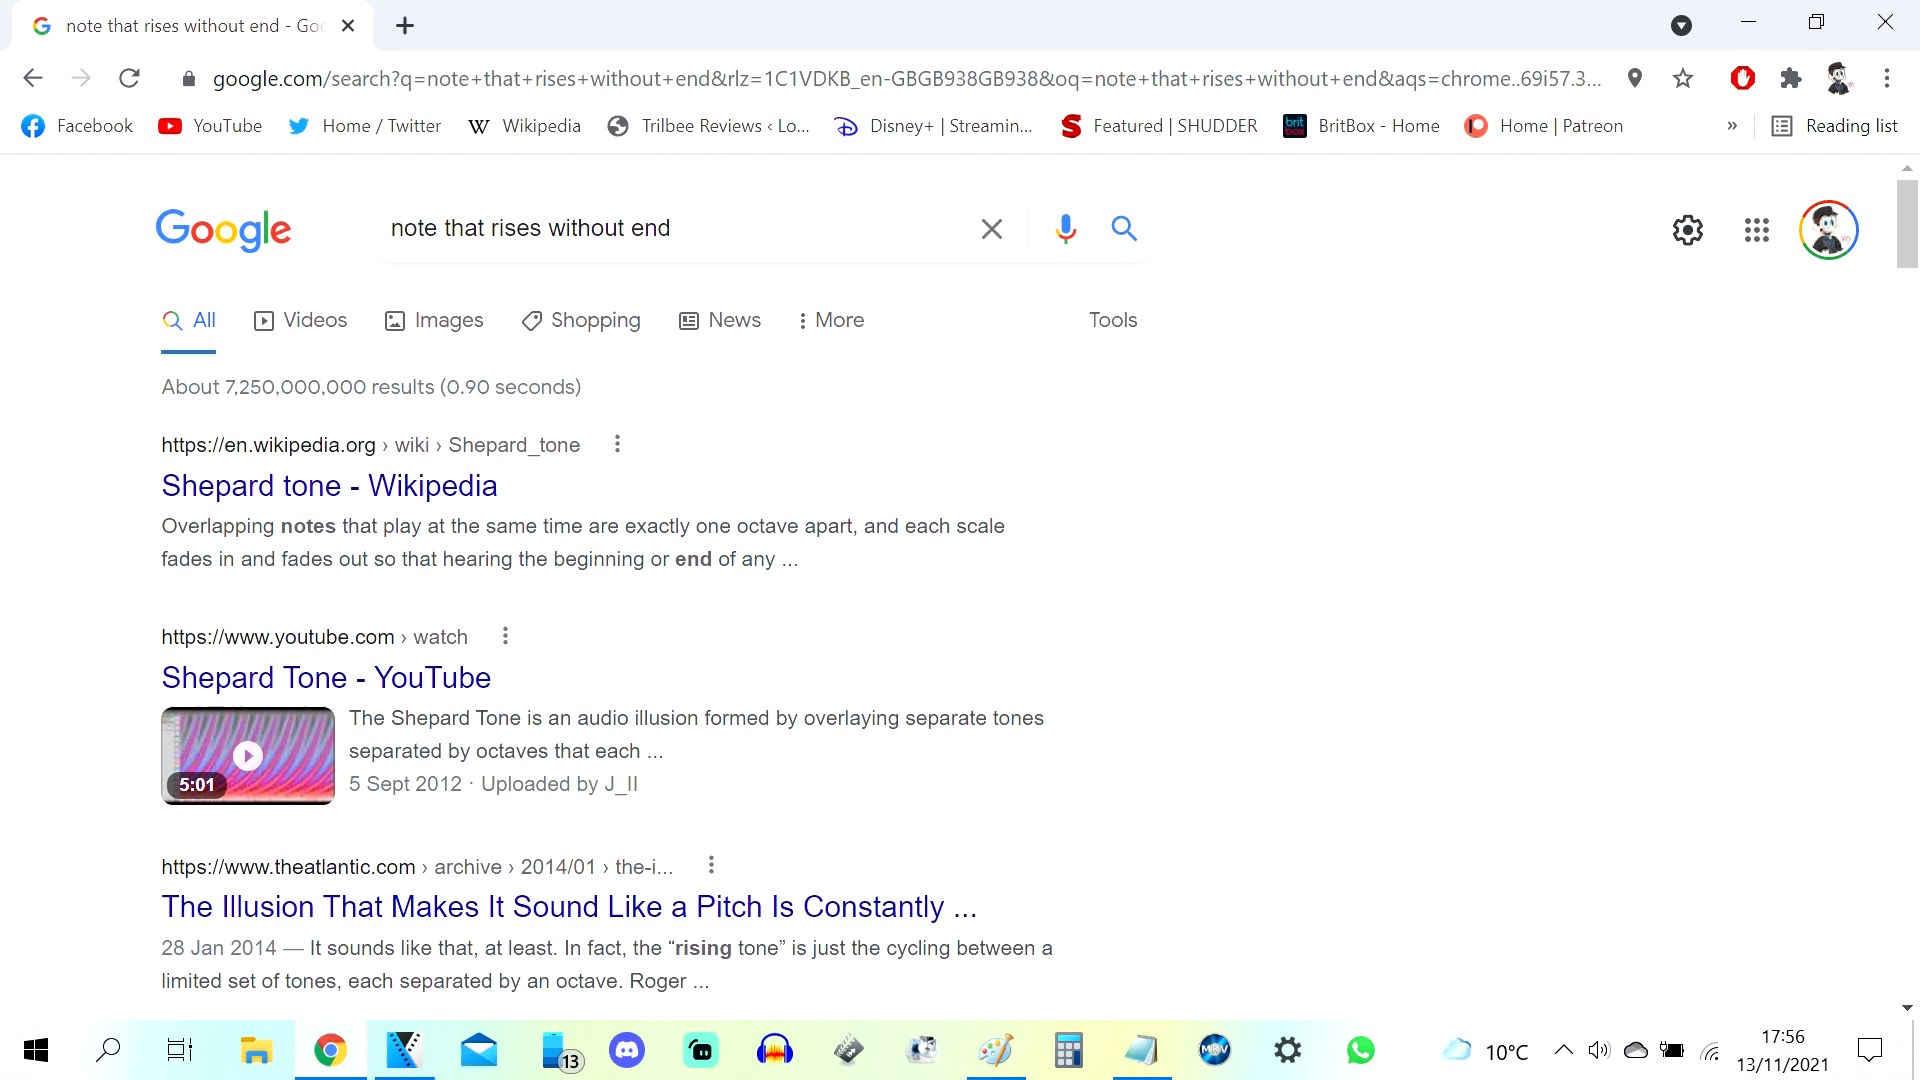 note that rises without end - Goo
google.com/search?q=note+that+rises+without+end&rlz=1C1VDKB_en-GBGB938GB938&oq=note+that+rises+without+end&aqs=chrome..69i57.3...
Facebook YouTube Home / Twitter W Wikipedia Trilbee Reviews ‹ Lo... Disney+ | Streamin... Featured | SHUDDER brit box BritBox - Home Home | Patreon » Reading list
Google note that rises without end
All Videos Images Shopping News More Tools
About 7,250,000,000 results (0.90 seconds)
https://en.wikipedia.org › wiki › Shepard_tone
Shepard tone - Wikipedia
Overlapping notes that play at the same time are exactly one octave apart, and each scale
fades in and fades out so that hearing the beginning or end of any ...
https://www.youtube.com › watch
Shepard Tone - YouTube
The Shepard Tone is an audio illusion formed by overlaying separate tones
separated by octaves that each ...
5:01
5 Sept 2012 · Uploaded by J_II
https://www.theatlantic.com › archive › 2014/01 › the-i...
The Illusion That Makes It Sound Like a Pitch Is Constantly ...
28 Jan 2014 — It sounds like that, at least. In fact, the “rising tone” is just the cycling between a
limited set of tones, each separated by an octave. Roger ...
13 MBV 10°C 17:56
13/11/2021